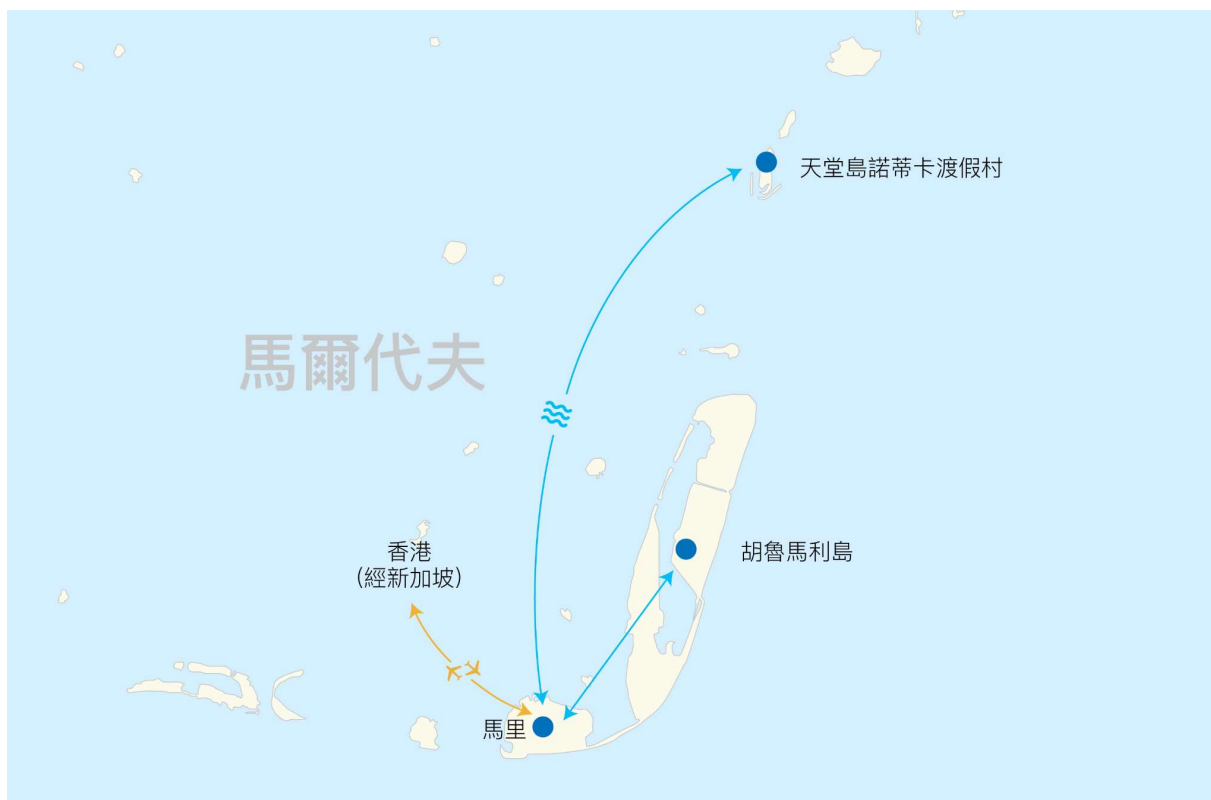 天堂島諾蒂卡渡假村
馬爾代夫
香港
(經新加坡)
胡魯馬利島
馬里